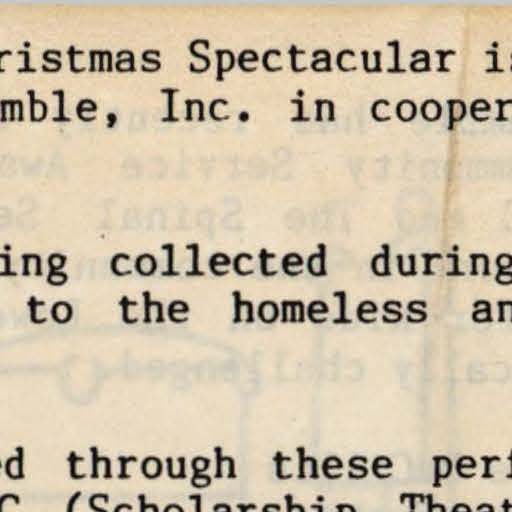 ristmas Spectacular is
mble, Inc. in cooper
ing collected during
to the homeless an
ed through these perf
C (Scholarship Theat